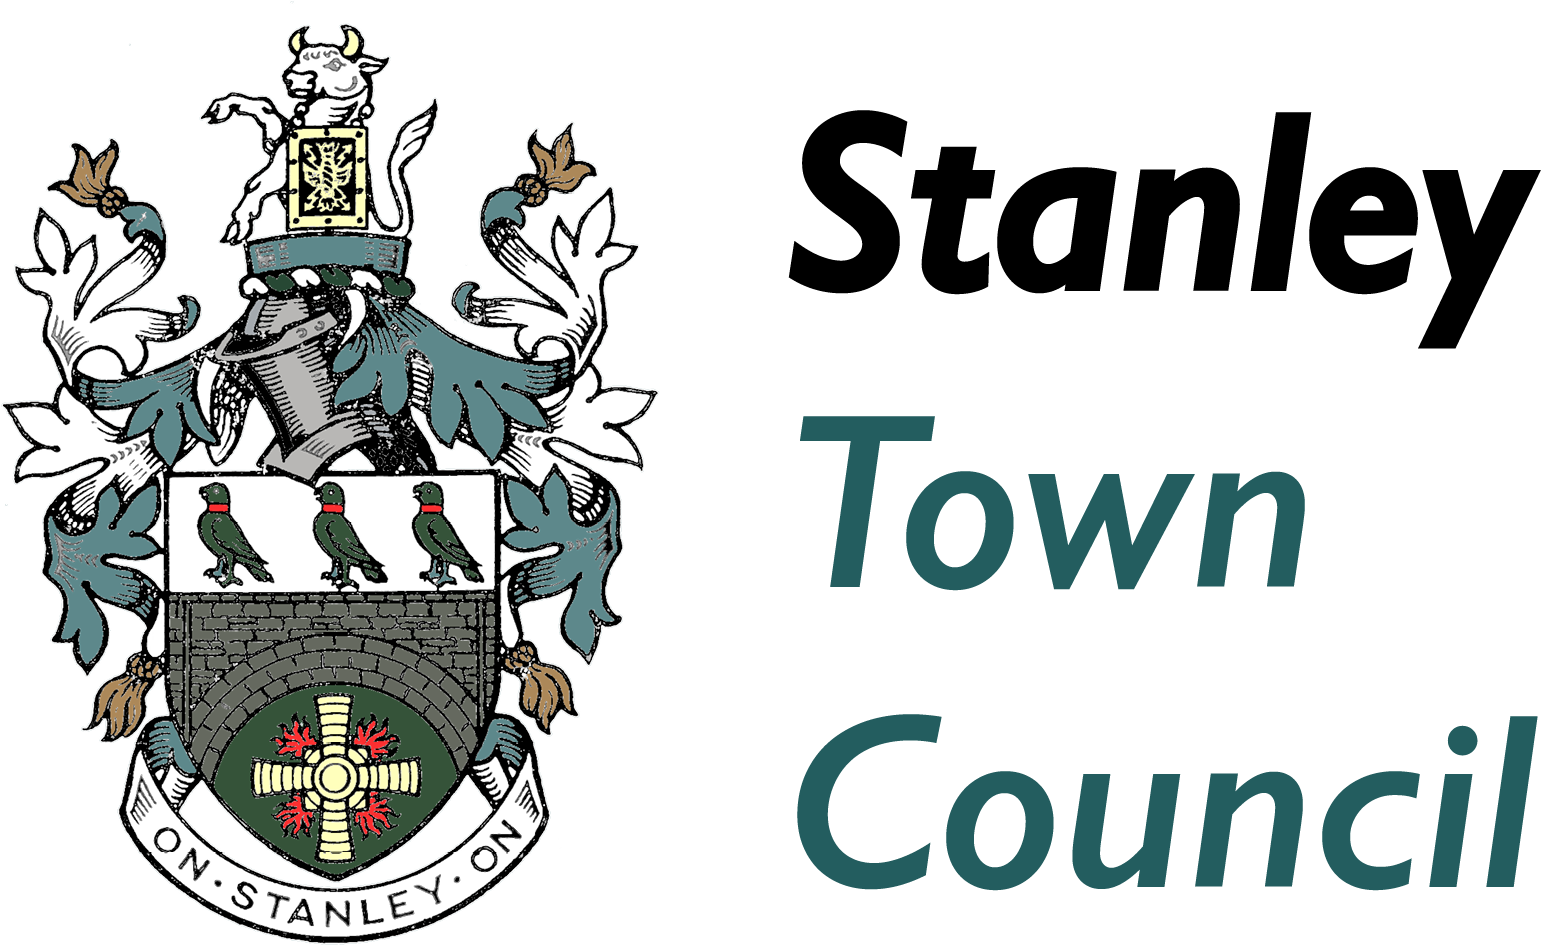 Stanley
Town
Council
ON · STANLEY · ON